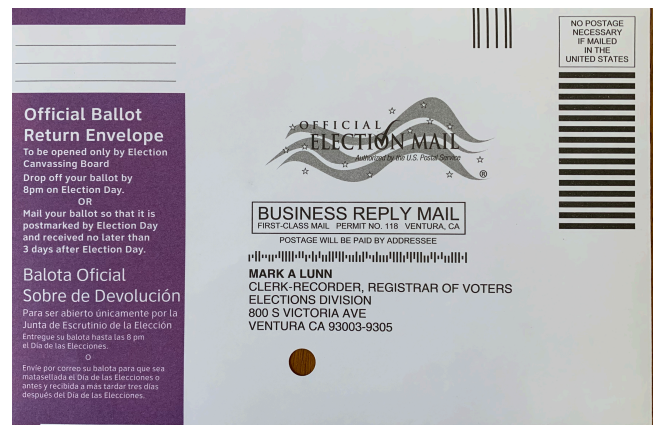 Official Ballot
Return Envelope
To be opened only by Election
Canvassing Board
Drop off your ballot by
8pm on Election Day.
OR
Mail your ballot so that it is
postmarked by Election Day
and received no later than
3 days after Election Day.
Balota Oficial
Sobre de Devolución
Para ser abierto únicamente por la
Junta de Escrutinio de la Elección
Entregue su balota hasta las 8 pm
el Día de las Elecciones.
O
Envíe por correo su balota para que sea
matasellada el Día de las Elecciones o
antes y recibida a más tardar tres días
después del Día de las Elecciones.
NO POSTAGE
NECESSARY
IF MAILED
IN THE
UNITED STATES
OFFICIAL
ELECTION MAIL
Authorized by the U.S. Postal Service
®
BUSINESS REPLY MAIL
FIRST-CLASS MAIL PERMIT NO. 118 VENTURA, CA
POSTAGE WILL BE PAID BY ADDRESSEE
MARK A LUNN
CLERK-RECORDER, REGISTRAR OF VOTERS
ELECTIONS DIVISION
800 S VICTORIA AVE
VENTURA CA 93003-9305